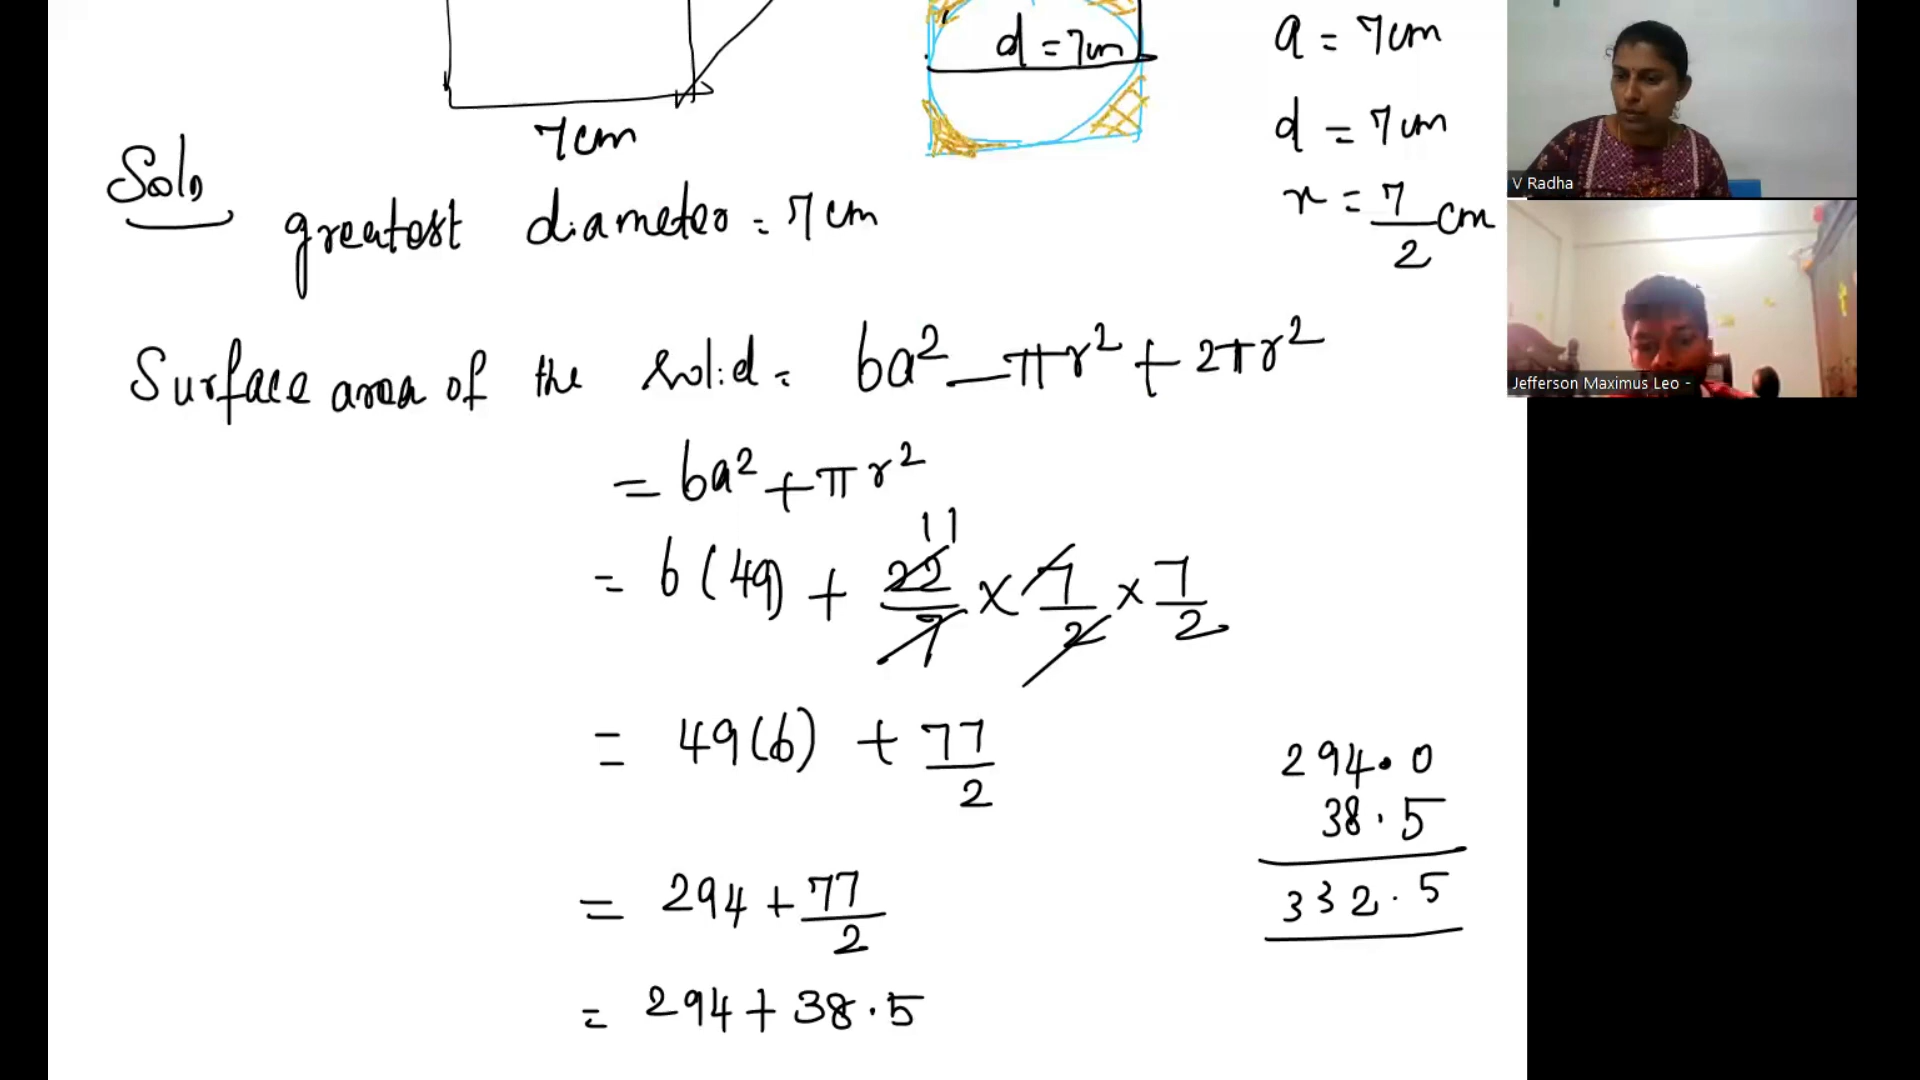 d = 7cm
a = 7cm
d = 7cm
7cm
Soln
r = 7/2 cm
greatest diameter = 7cm
Surface area of the solid = 6a² - πr² + 2πr²
= 6a² + πr²
11
= 6(49) + 22/7 × 7/2 × 7/2
= 49(6) + 77/2
294.0
38.5
332.5
= 294 + 77/2
= 294 + 38.5
V Radha
Jefferson Maximus Leo -